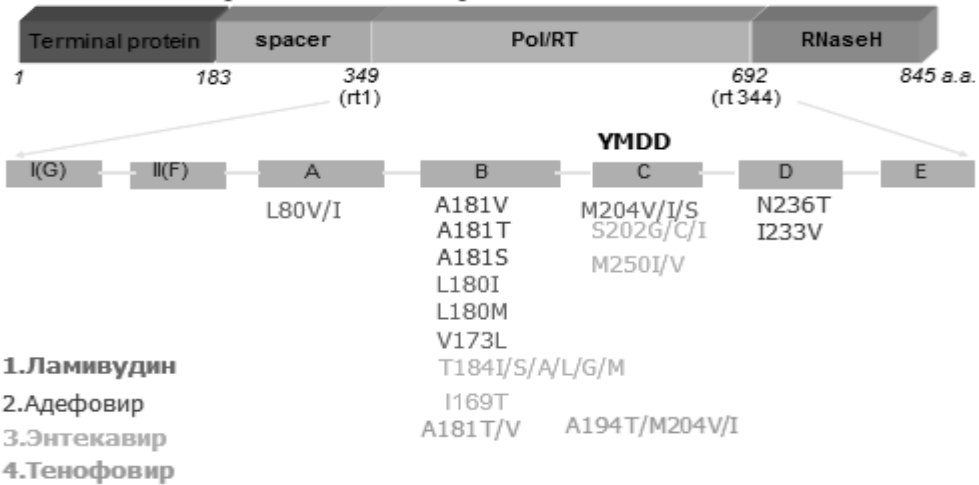 Terminal protein spacer Pol/RT RNaseH
1 183 349 692 845 a.a.
(rt1) (rt 344)
YMDD
I(G) II(F) A B C D E
L80V/I A181V M204V/I/S N236T
A181T S202G/C/I I233V
A181S M250I/V
L180I
L180M
V173L
1.Ламивудин T184I/S/A/L/G/M
2.Адефовир I169T
3.Энтекавир A181T/V A194T/M204V/I
4.Тенофовир